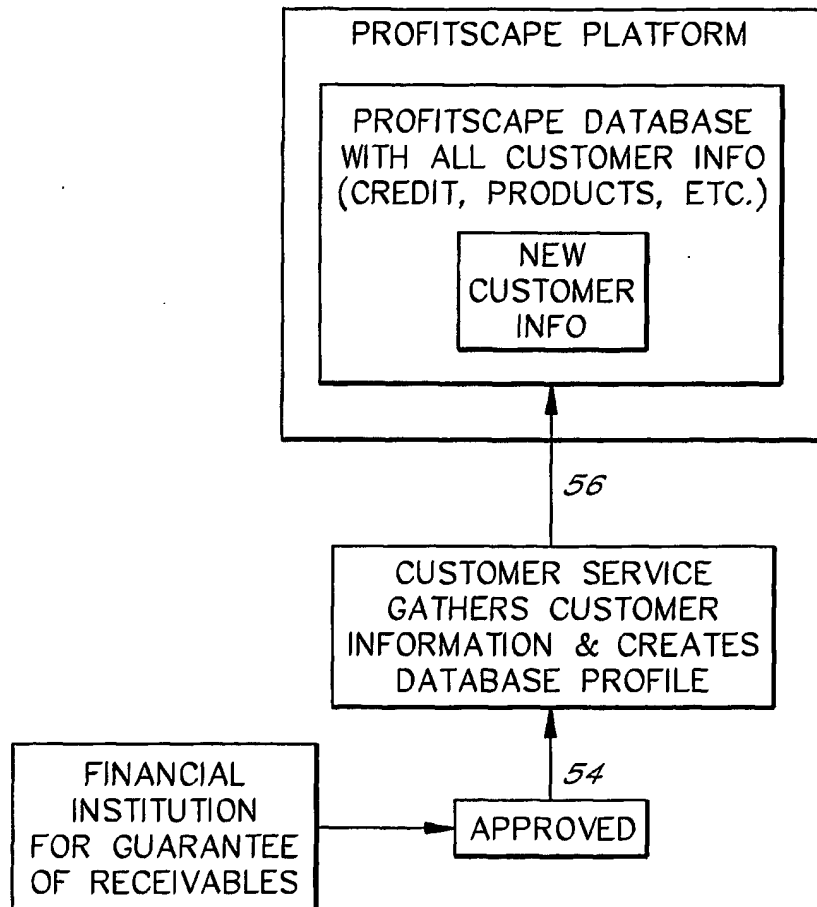 PROFITSCAPE PLATFORM
PROFITSCAPE DATABASE
WITH ALL CUSTOMER INFO
(CREDIT, PRODUCTS, ETC.)
NEW
CUSTOMER
INFO
56
CUSTOMER SERVICE
GATHERS CUSTOMER
INFORMATION & CREATES
DATABASE PROFILE
54
FINANCIAL
INSTITUTION
FOR GUARANTEE
OF RECEIVABLES
APPROVED